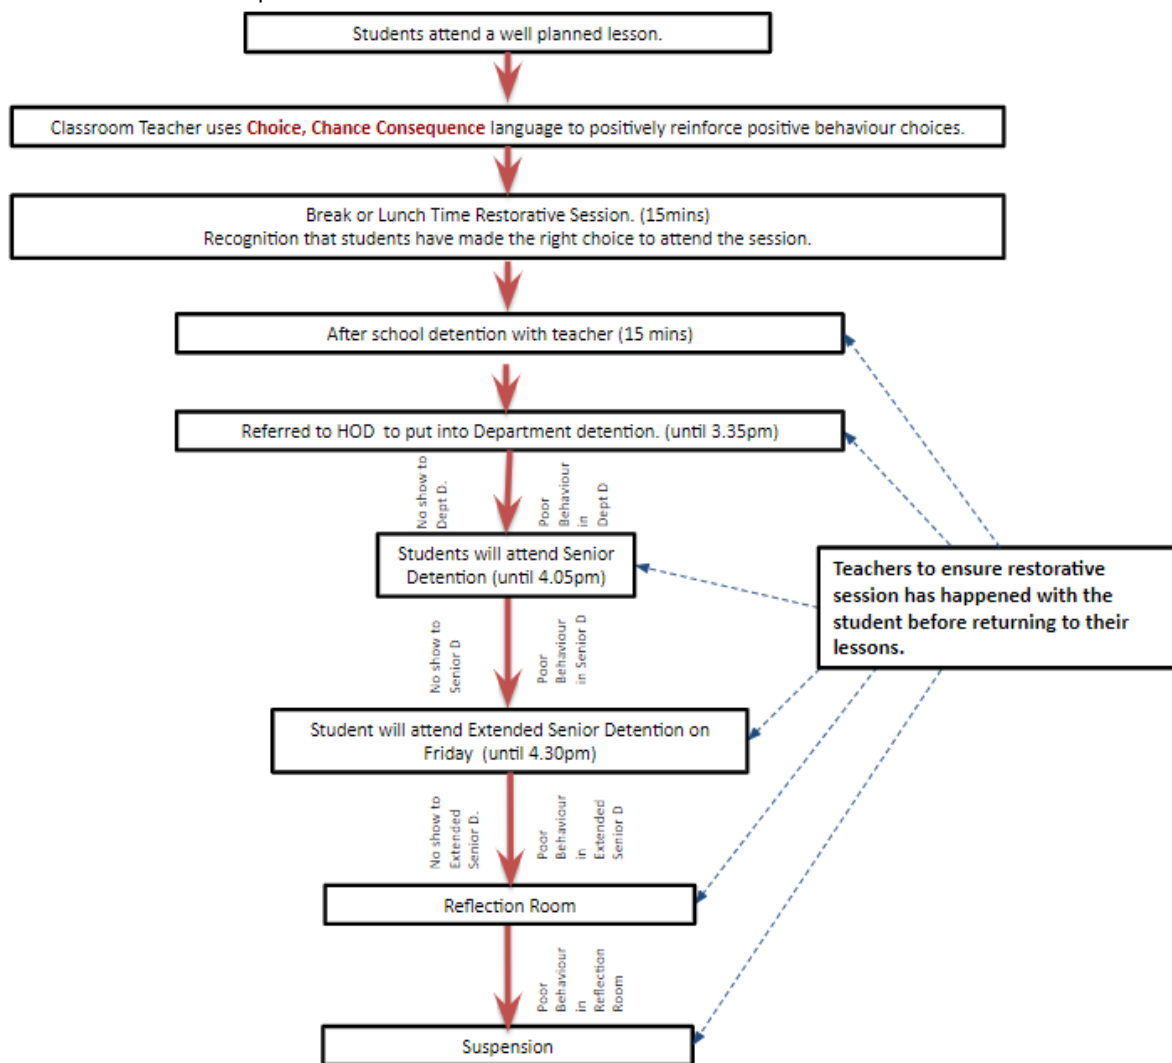 Students attend a well planned lesson.
Classroom Teacher uses Choice, Chance Consequence language to positively reinforce positive behaviour choices.
Break or Lunch Time Restorative Session. (15mins)
Recognition that students have made the right choice to attend the session.
After school detention with teacher (15 mins)
Referred to HOD to put into Department detention. (until 3.35pm)
No show to
Dept D.
Poor
Behaviour
in
Dept D
Students will attend Senior
Detention (until 4.05pm)
Teachers to ensure restorative
session has happened with the
student before returning to their
lessons.
No show to
Senior D
Poor
Behaviour
in Senior D
Student will attend Extended Senior Detention on
Friday (until 4.30pm)
No show to
Extended
Senior D.
Poor
Behaviour
in Extended
Senior D
Reflection Room
Poor
Behaviour
in Reflection
Room
Suspension